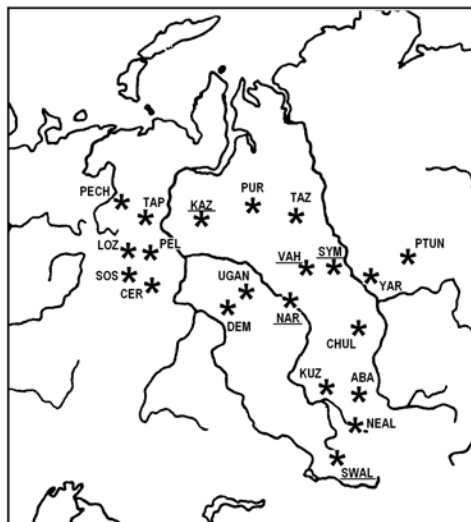 PECH
TAP
KAZ
PUR
TAZ
LOZ
PEL
VAH
SYM
PTUN
SOS
CER
UGAN
YAR
DEM
NAR
CHUL
KUZ
ABA
NEAL
SWAL